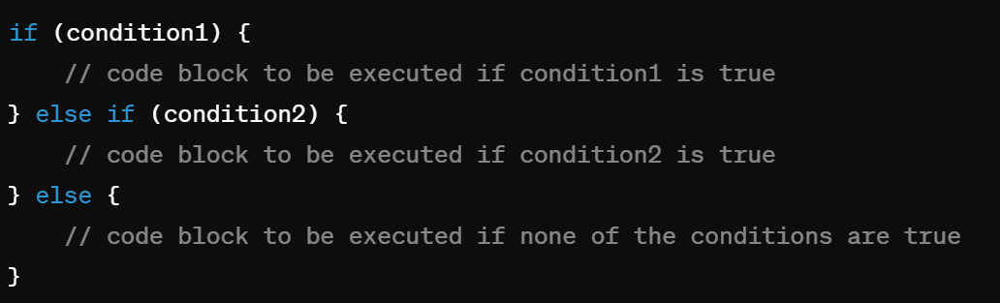 if (condition1) {
    // code block to be executed if condition1 is true
} else if (condition2) {
    // code block to be executed if condition2 is true
} else {
    // code block to be executed if none of the conditions are true
}